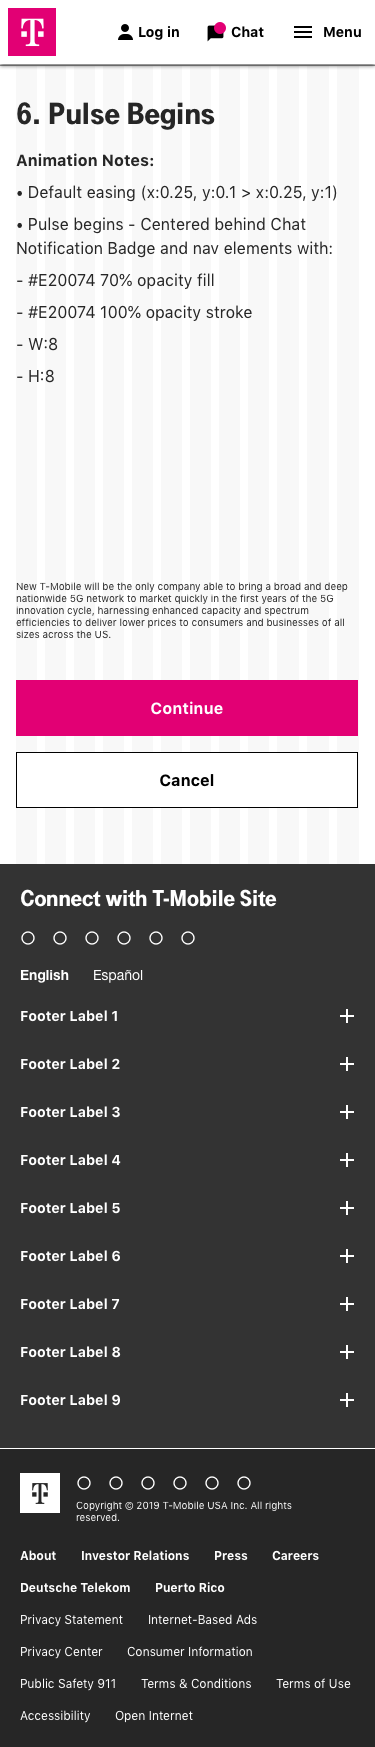 T
Log in
Chat
Menu
6. Pulse Begins
Animation Notes:
• Default easing (x:0.25, y:0.1 > x:0.25, y:1)
• Pulse begins - Centered behind Chat
Notification Badge and nav elements with:
- #E20074 70% opacity fill
- #E20074 100% opacity stroke
- W:8
- H:8
New T-Mobile will be the only company able to bring a broad and deep
nationwide 5G network to market quickly in the first years of the 5G
innovation cycle, harnessing enhanced capacity and spectrum
efficiencies to deliver lower prices to consumers and businesses of all
sizes across the US.
Continue
Cancel
Connect with T-Mobile Site
English Español
Footer Label 1
Footer Label 2
Footer Label 3
Footer Label 4
Footer Label 5
Footer Label 6
Footer Label 7
Footer Label 8
Footer Label 9
T
Copyright © 2019 T-Mobile USA Inc. All rights
reserved.
About Investor Relations Press Careers
Deutsche Telekom Puerto Rico
Privacy Statement Internet-Based Ads
Privacy Center Consumer Information
Public Safety 911 Terms & Conditions Terms of Use
Accessibility Open Internet